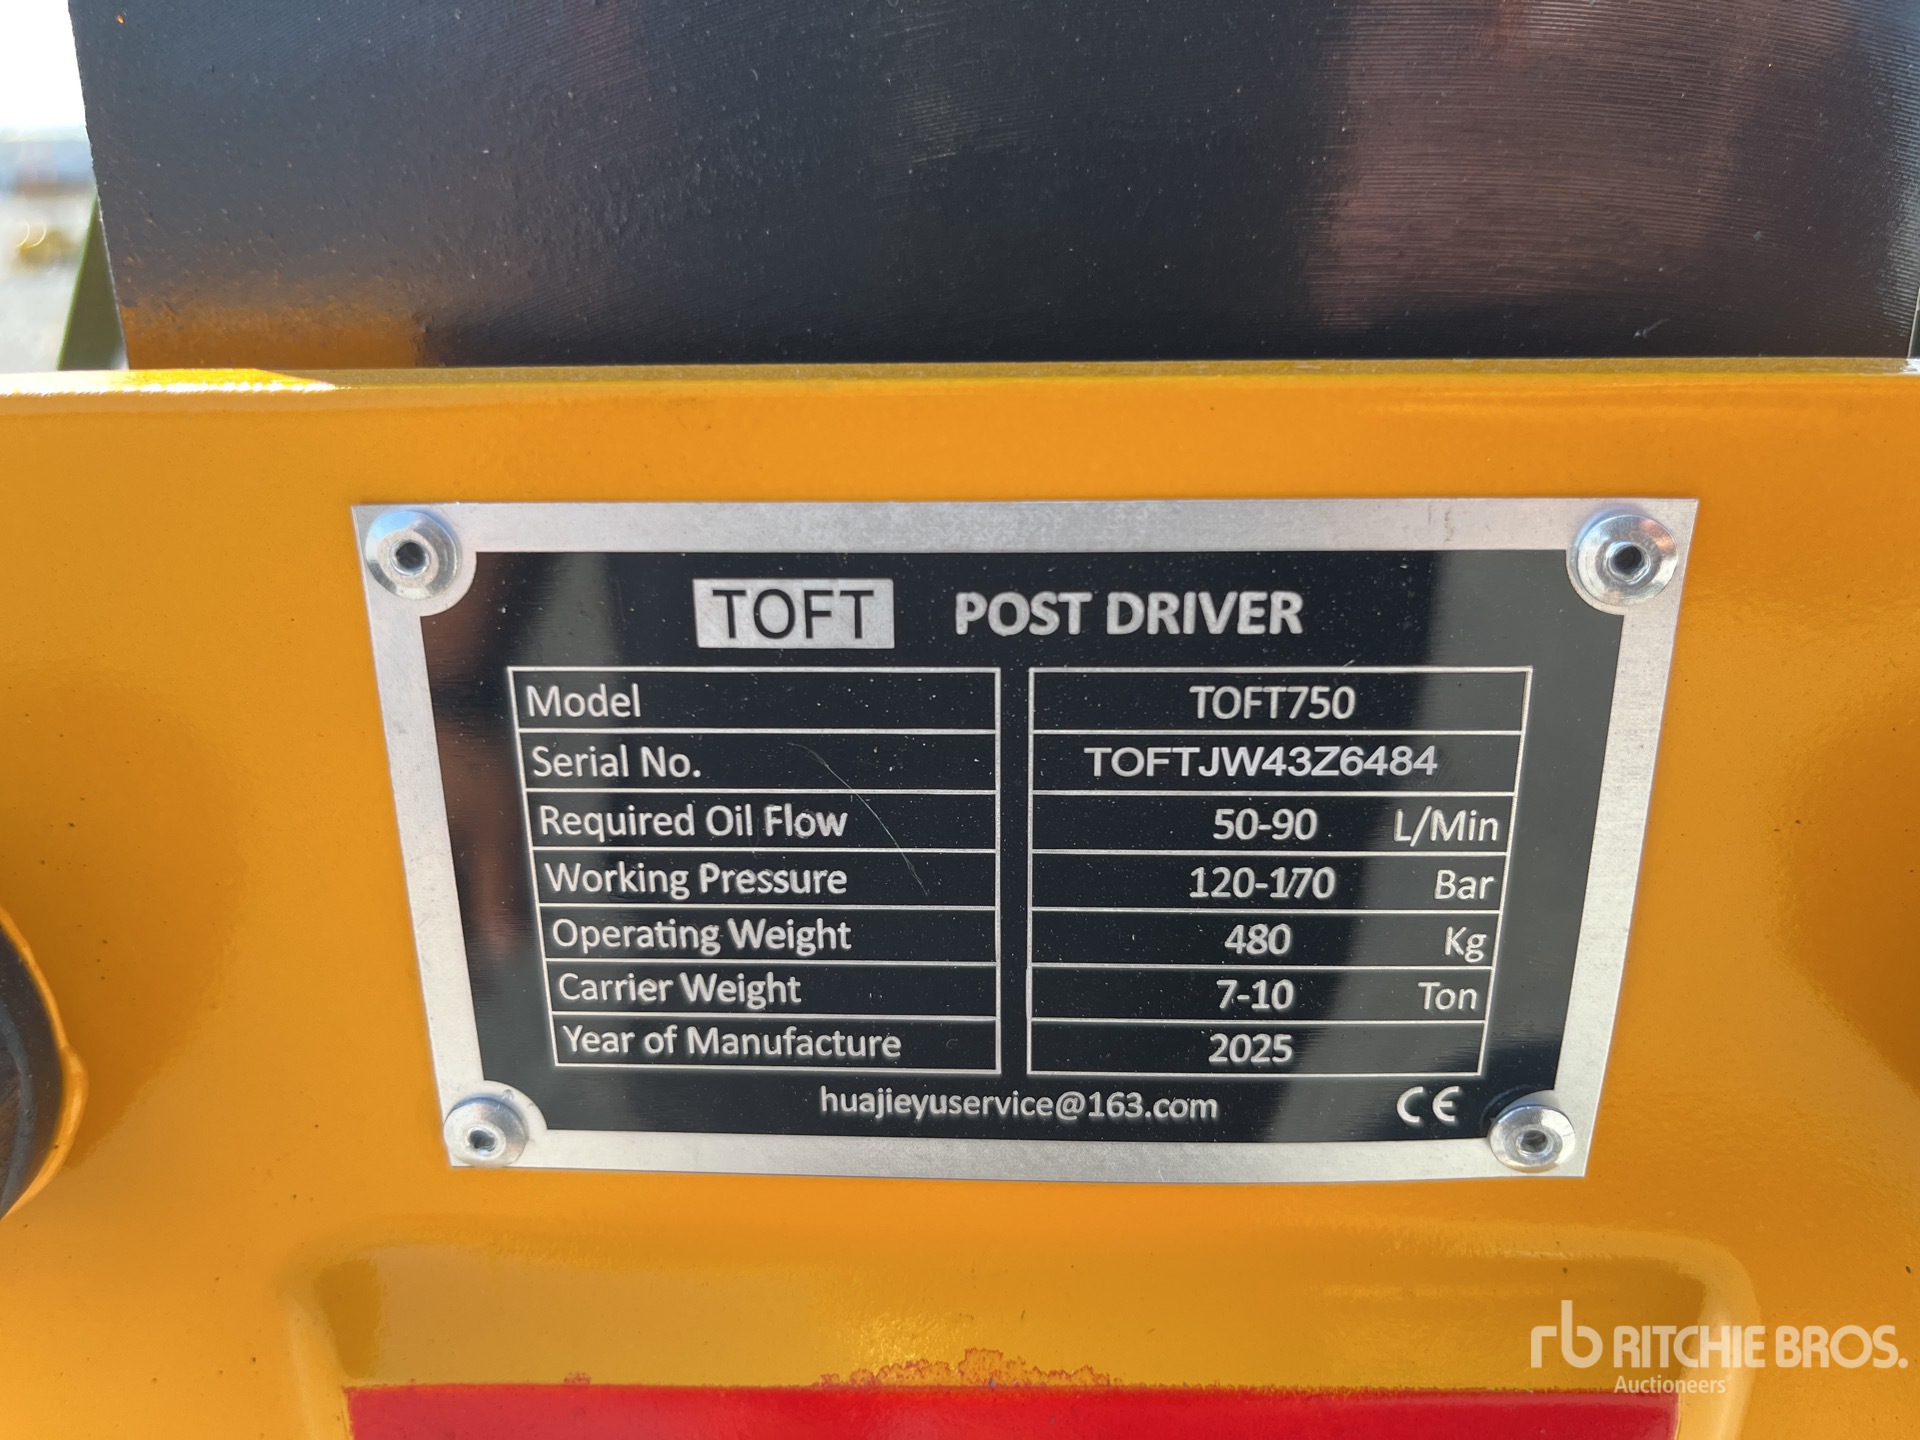 TOFT POST DRIVER
Model TOFT750
Serial No. TOFTJW43Z6484
Required Oil Flow 50-90 L/Min
Working Pressure 120-170 Bar
Operating Weight 480 Kg
Carrier Weight 7-10 Ton
Year of Manufacture 2025
huajieyuservice@163.com CE
rb RITCHIE BROS.
Auctioneers